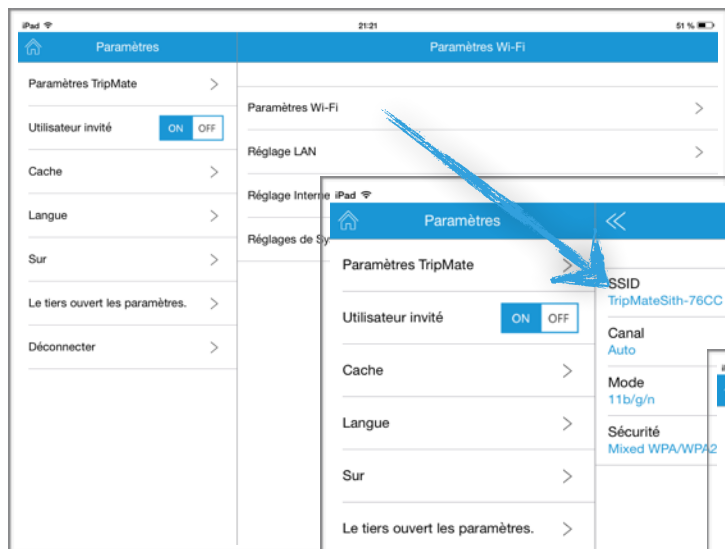 iPad 21:21 51 %
Paramètres
Paramètres Wi-Fi
Paramètres TripMate
Utilisateur invité ON OFF
Cache
Langue
Sur
Le tiers ouvert les paramètres.
Déconnecter
Paramètres Wi-Fi
Réglage LAN
Réglage Interne
Réglages de Sy
iPad
Paramètres
Paramètres TripMate
Utilisateur invité ON OFF
Cache
Langue
Sur
Le tiers ouvert les paramètres.
SSID
TripMateSith-76CC
Canal
Auto
Mode
11b/g/n
Sécurité
Mixed WPA/WPA2